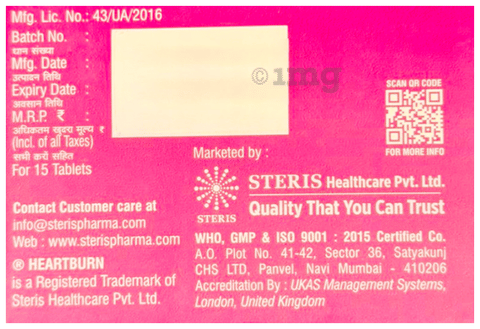 Mfg. Lic. No.: 43/UA/2016
Batch No. :
घान संख्या
Mfg. Date :
उत्पादन तिथि
Expiry Date :
अवसान तिथि
M.R.P. ₹ :
अधिकतम खुदरा मूल्य ₹
(Incl. of all Taxes)
सभी करों सहित
For 15 Tablets
1mg
SCAN QR CODE
FOR MORE INFO
Marketed by :
STERIS Healthcare Pvt. Ltd.
STERIS
Quality That You Can Trust
Contact Customer care at
info@sterispharma.com
Web : www.sterispharma.com
® HEARTBURN
is a Registered Trademark of
Steris Healthcare Pvt. Ltd.
WHO, GMP & ISO 9001 : 2015 Certified Co.
A.O. Plot No. 41-42, Sector 36, Satyakunj
CHS LTD, Panvel, Navi Mumbai - 410206
Accreditation By : UKAS Management Systems,
London, United Kingdom